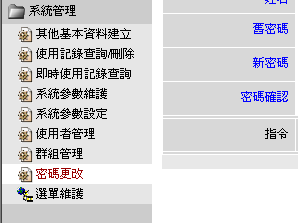 系統管理
其他基本資料建立
使用記錄查詢/刪除
即時使用記錄查詢
系統參數維護
系統參數設定
使用者管理
群組管理
密碼更改
選單維護
姓名
舊密碼
新密碼
密碼確認
指令